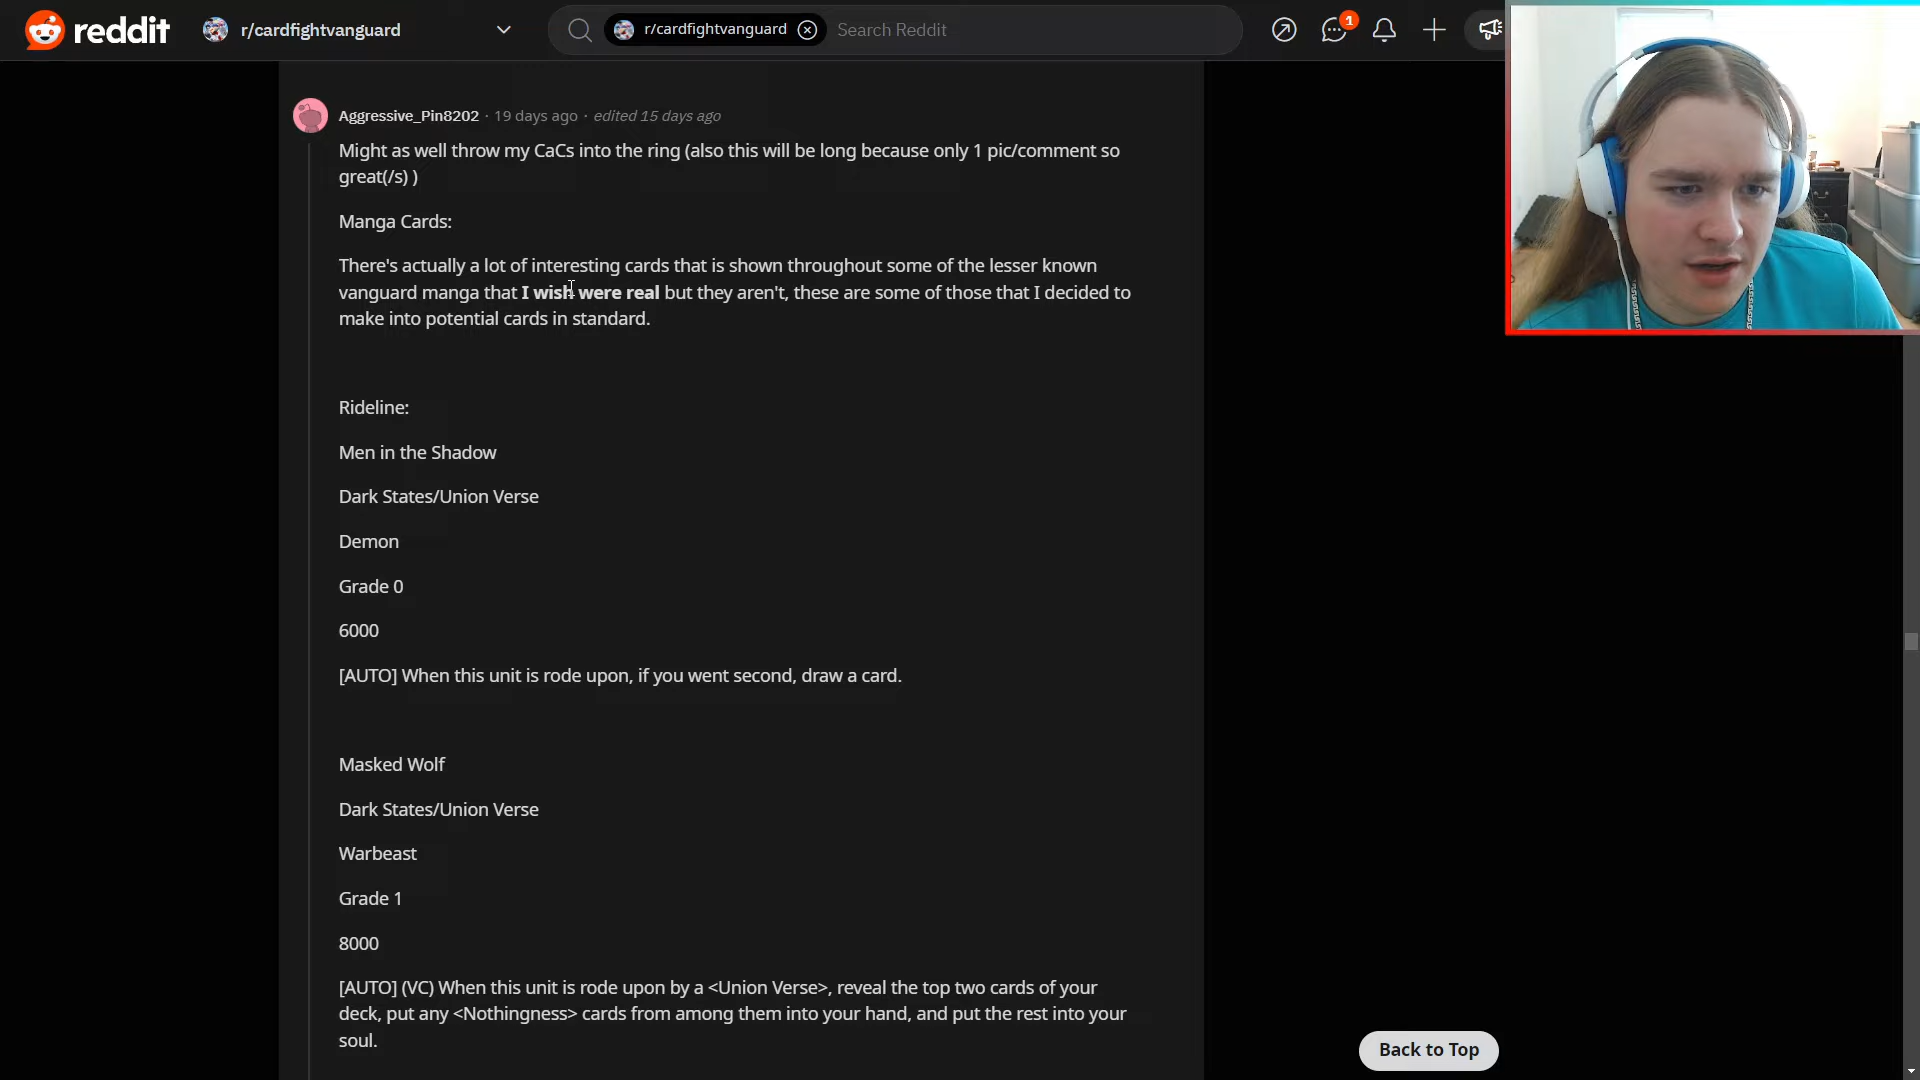 reddit r/cardfightvanguard r/cardfightvanguard Search Reddit 1
Aggressive_Pin8202 · 19 days ago · edited 15 days ago
Might as well throw my CaCs into the ring (also this will be long because only 1 pic/comment so
great(/s) )
Manga Cards:
There's actually a lot of interesting cards that is shown throughout some of the lesser known
vanguard manga that I wish were real but they aren't, these are some of those that I decided to
make into potential cards in standard.
Rideline:
Men in the Shadow
Dark States/Union Verse
Demon
Grade 0
6000
[AUTO] When this unit is rode upon, if you went second, draw a card.
Masked Wolf
Dark States/Union Verse
Warbeast
Grade 1
8000
[AUTO] (VC) When this unit is rode upon by a <Union Verse>, reveal the top two cards of your
deck, put any <Nothingness> cards from among them into your hand, and put the rest into your
soul.
Back to Top